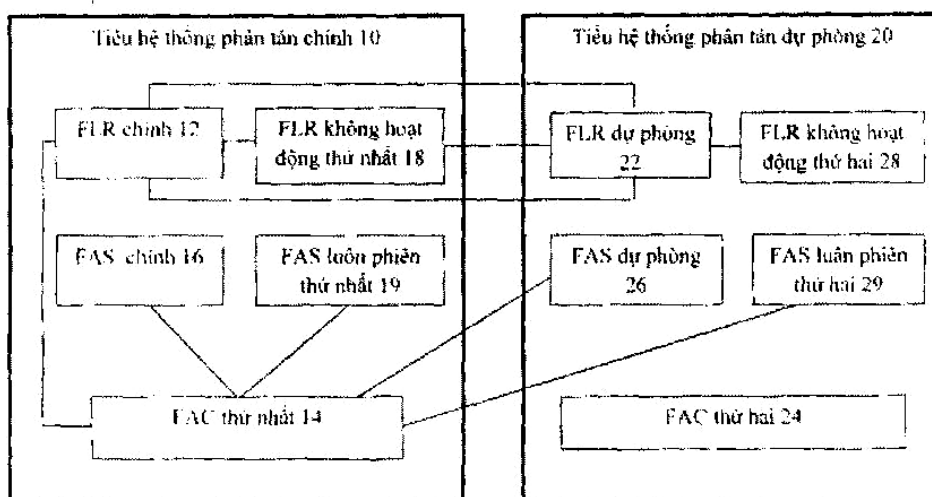 Tiểu hệ thống phân tán chính 10
Tiểu hệ thống phân tán dự phòng 20
FLR chính 12
FLR không hoạt
động thứ nhất 18
FLR dự phòng
22
FLR không hoạt
động thứ hai 28
FAS chính 16
FAS luôn phiên
thứ nhất 19
FAS dự phòng
26
FAS luân phiên
thứ hai 29
FAC thứ nhất 14
FAC thứ hai 24